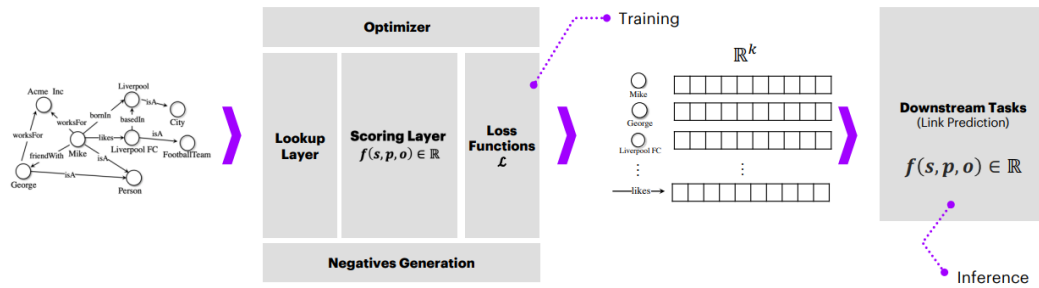 Acme Inc
Liverpool
isA
City
worksFor
worksFor
bornIn
basedIn
likes
isA
Mike
Liverpool FC
FootballTeam
friendWith
isA
George
isA
Person
Optimizer
Lookup
Layer
Scoring Layer
f(s, p, o) ∈ ℝ
Loss
Functions
ℒ
Negatives Generation
Training
ℝᵏ
Mike
George
Liverpool FC
⋮ ⋮
likes
Downstream Tasks
(Link Prediction)
f(s, p, o) ∈ ℝ
Inference